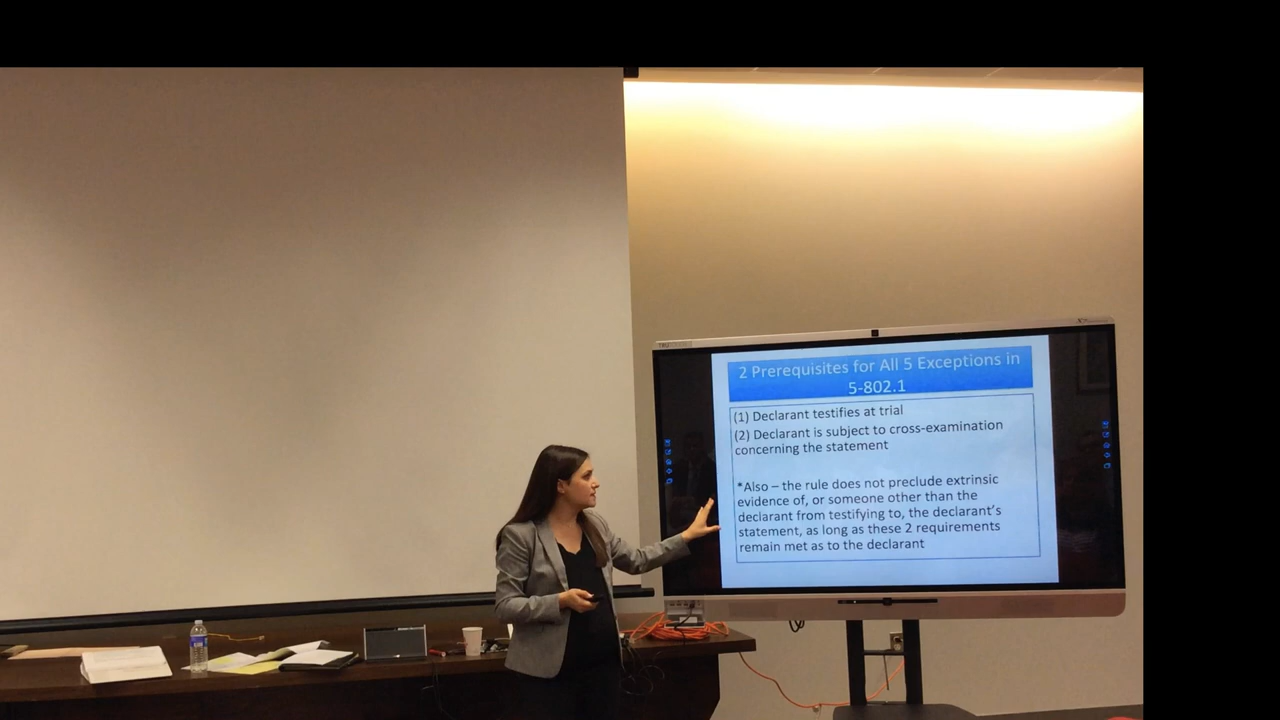 2 Prerequisites for All 5 Exceptions in
5-802.1
(1) Declarant testifies at trial
(2) Declarant is subject to cross-examination
concerning the statement
*Also – the rule does not preclude extrinsic
evidence of, or someone other than the
declarant from testifying to, the declarant's
statement, as long as these 2 requirements
remain met as to the declarant